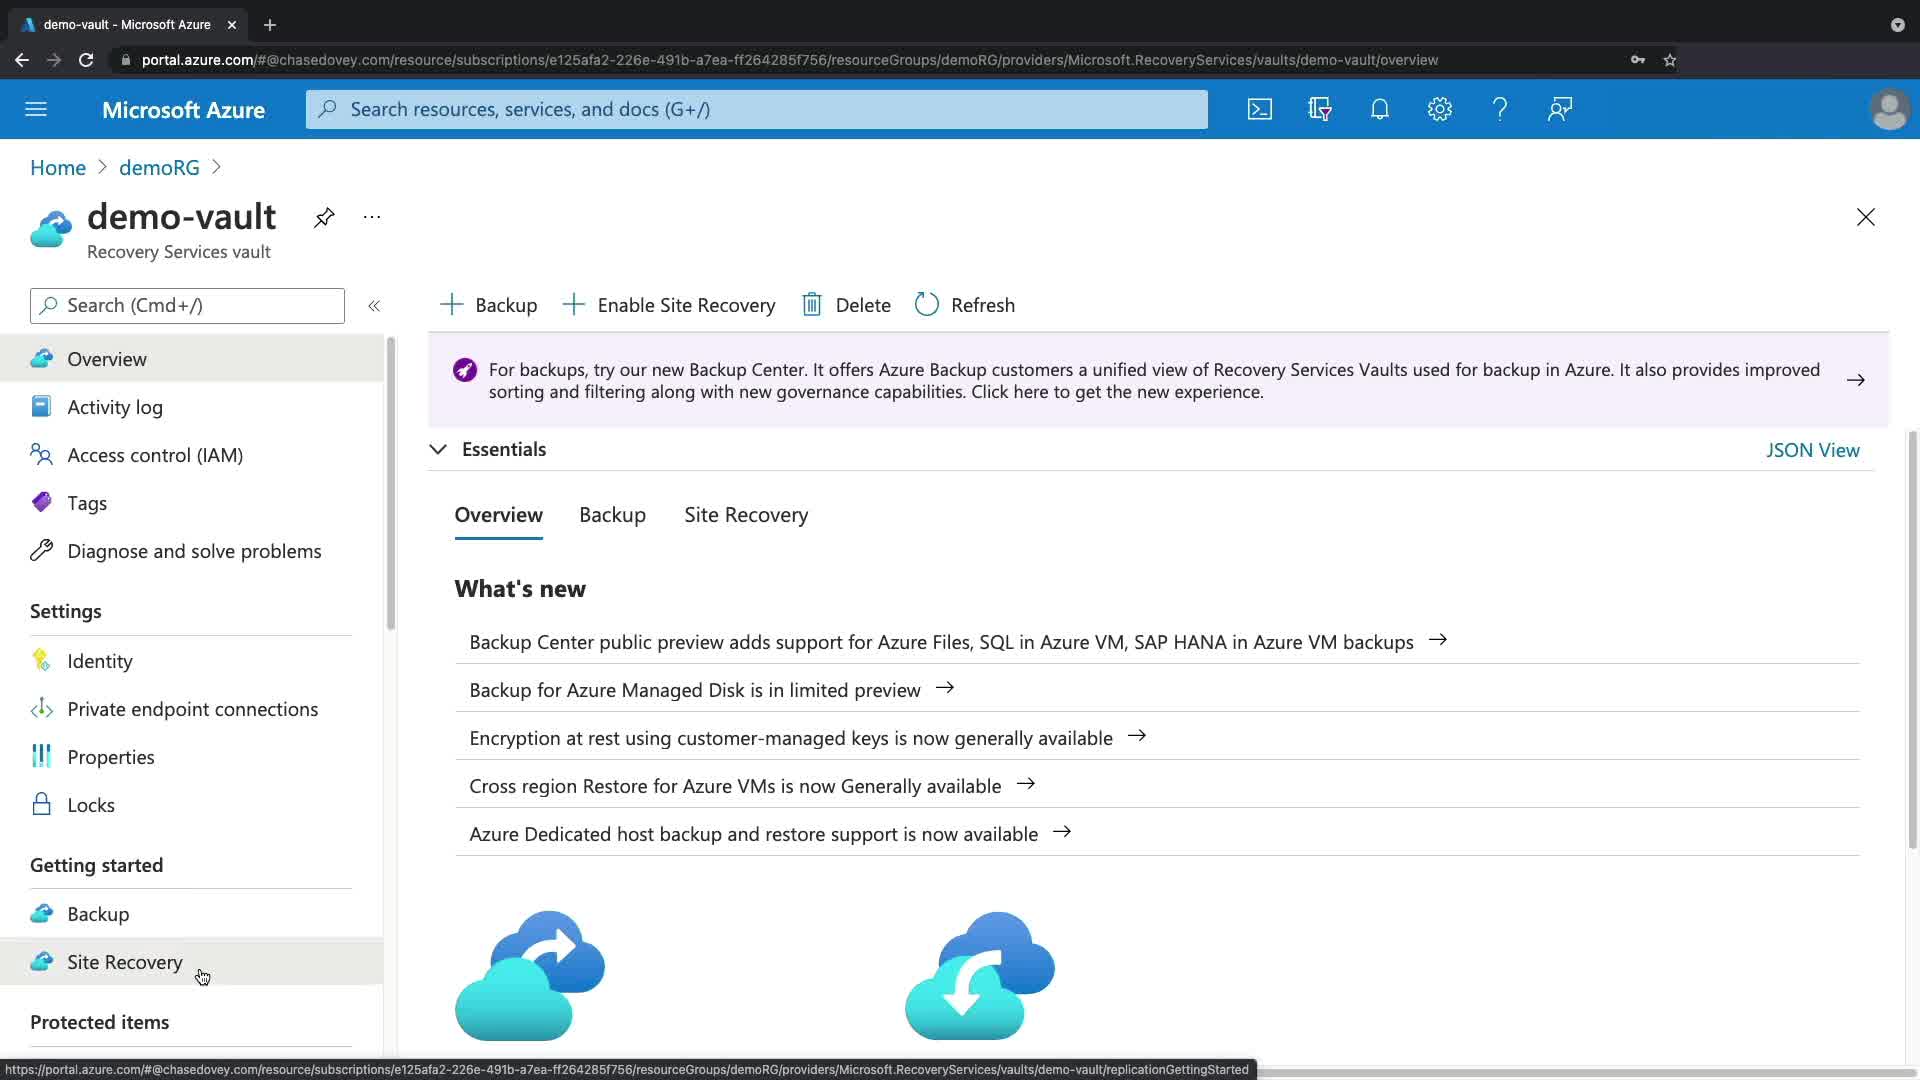 demo-vault - Microsoft Azure
portal.azure.com/#@chasedovey.com/resource/subscriptions/e125afa2-226e-491b-a7ea-ff264285f756/resourceGroups/demoRG/providers/Microsoft.RecoveryServices/vaults/demo-vault/overview
Microsoft Azure
Search resources, services, and docs (G+/)
Home > demoRG >
demo-vault
Recovery Services vault
Search (Cmd+/)
Overview
Activity log
Access control (IAM)
Tags
Diagnose and solve problems
Settings
Identity
Private endpoint connections
Properties
Locks
Getting started
Backup
Site Recovery
Protected items
Backup
Enable Site Recovery
Delete
Refresh
For backups, try our new Backup Center. It offers Azure Backup customers a unified view of Recovery Services Vaults used for backup in Azure. It also provides improved
sorting and filtering along with new governance capabilities. Click here to get the new experience.
Essentials
JSON View
Overview
Backup
Site Recovery
What's new
Backup Center public preview adds support for Azure Files, SQL in Azure VM, SAP HANA in Azure VM backups
Backup for Azure Managed Disk is in limited preview
Encryption at rest using customer-managed keys is now generally available
Cross region Restore for Azure VMs is now Generally available
Azure Dedicated host backup and restore support is now available
https://portal.azure.com/#@chasedovey.com/resource/subscriptions/e125afa2-226e-491b-a7ea-ff264285f756/resourceGroups/demoRG/providers/Microsoft.RecoveryServices/vaults/demo-vault/replicationGettingStarted